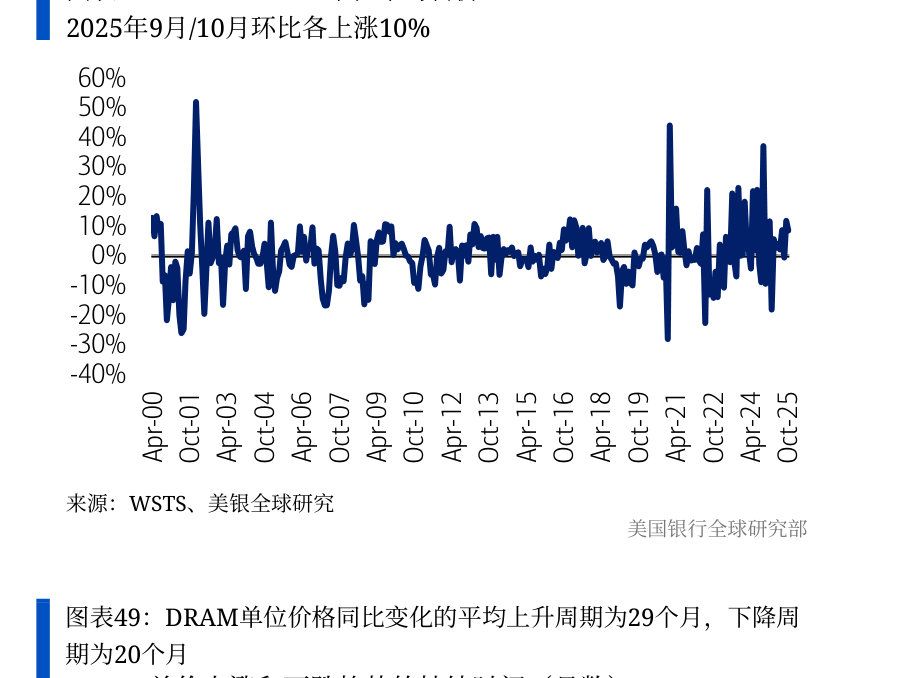 2025年9月/10月环比各上涨10%
60%
50%
40%
30%
20%
10%
0%
-10%
-20%
-30%
-40%
Apr-00 Oct-01 Apr-03 Oct-04 Apr-06 Oct-07 Apr-09 Oct-10 Apr-12 Oct-13 Apr-15 Oct-16 Apr-18 Oct-19 Apr-21 Oct-22 Apr-24 Oct-25
来源：WSTS、美银全球研究
美国银行全球研究部
图表49：DRAM单位价格同比变化的平均上升周期为29个月，下降周
期为20个月